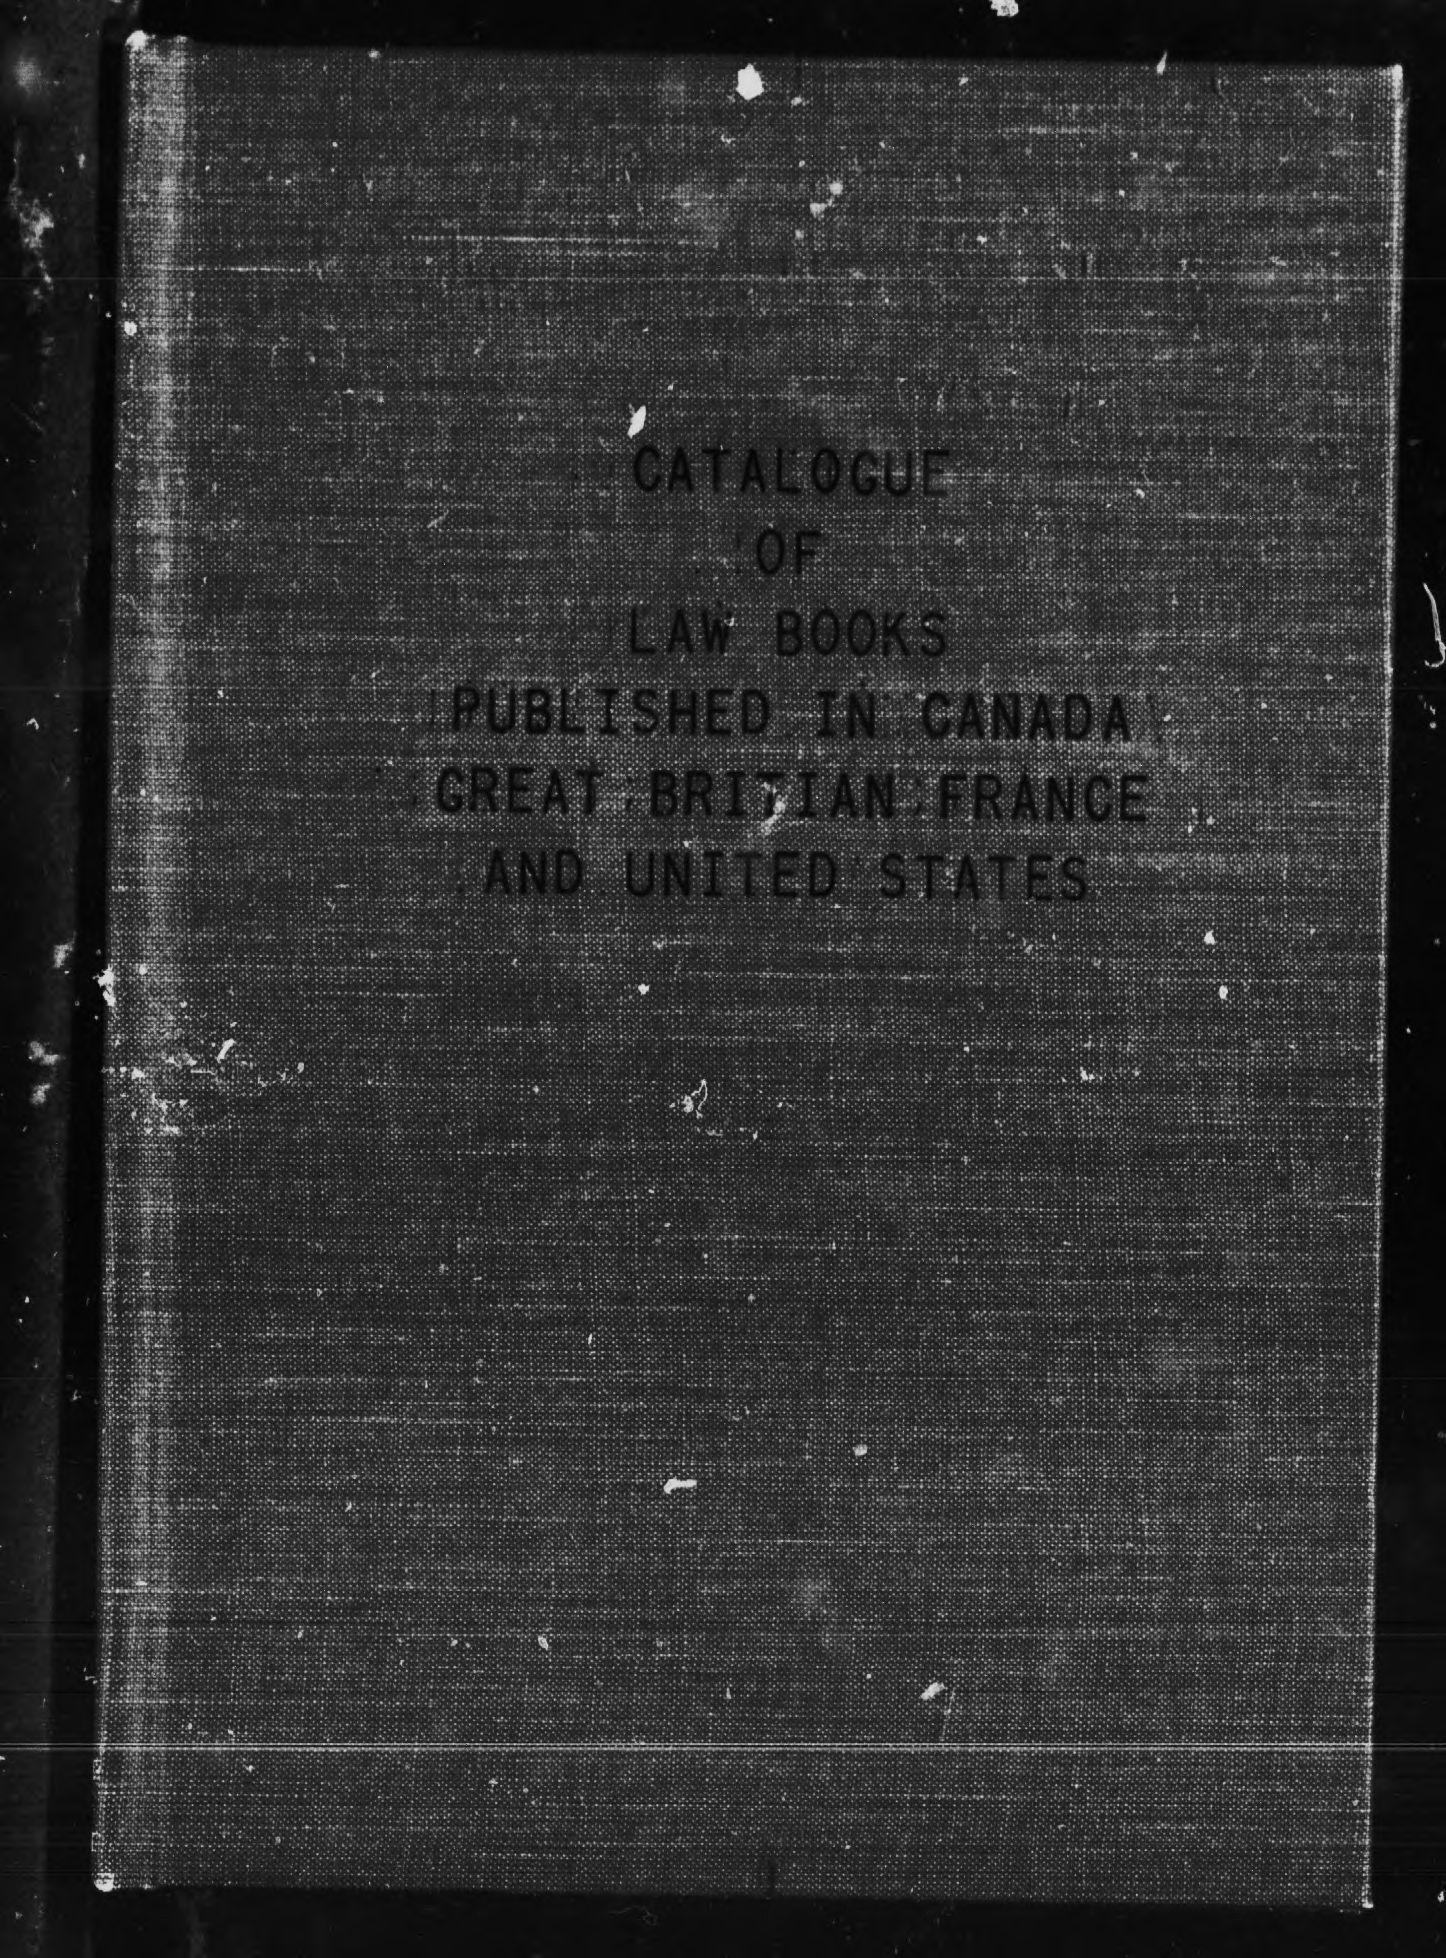 CATALOGUE
OF
LAW BOOKS
PUBLISHED IN CANADA
GREAT BRITIAN FRANCE
AND UNITED STATES